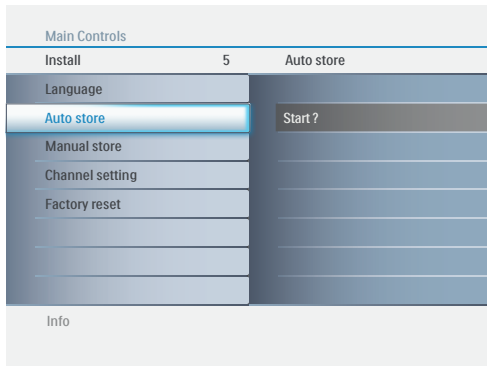 Main Controls
Install 5 Auto store
Language
Auto store Start ?
Manual store
Channel setting
Factory reset
Info